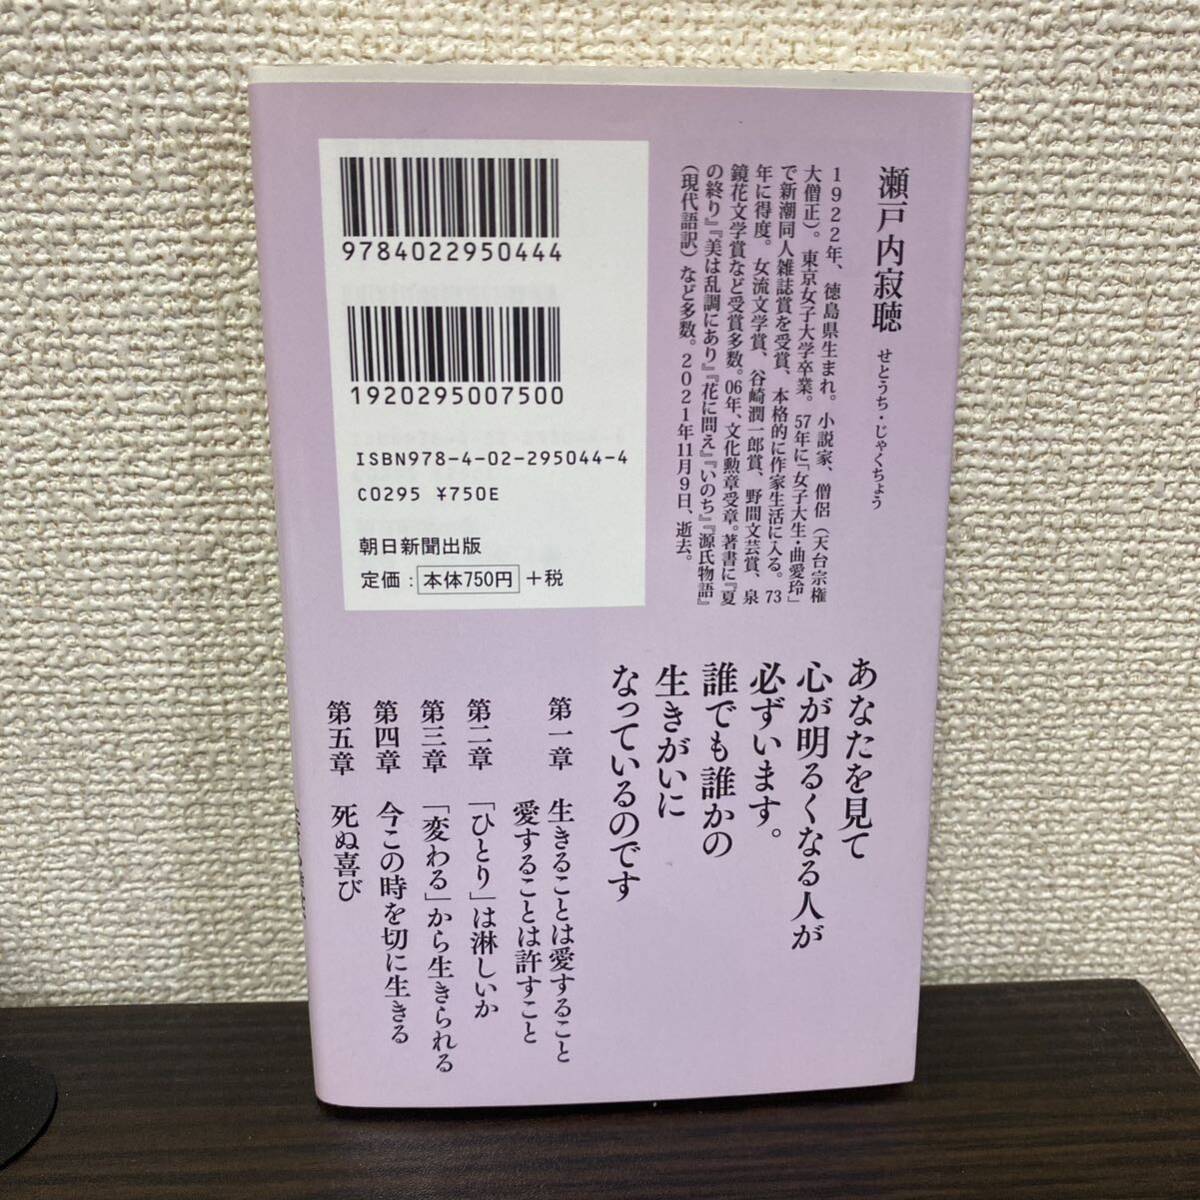 瀬戸内寂聴 せとうち・じゃくちょう
1922年、徳島県生まれ。小説家、僧侶（天台宗権
大僧正）。東京女子大学卒業。57年に「女子大生・曲愛玲」
で新潮同人雑誌賞を受賞、本格的に作家生活に入る。73
年に得度。女流文学賞、谷崎潤一郎賞、野間文芸賞、泉
鏡花文学賞など受賞多数。06年、文化勲章受章。著書に『夏
の終り』『美は乱調にあり』『花に問え』『いのち』『源氏物語』
（現代語訳）など多数。2021年11月9日、逝去。
9784022950444
1920295007500
ISBN978-4-02-295044-4
C0295 ¥750E
朝日新聞出版
定価：本体750円＋税
あなたを見て
心が明るくなる人が
必ずいます。
誰でも誰かの
生きがいに
なっているのです
第一章 生きることは愛すること
愛することは許すこと
第二章 「ひとり」は淋しいか
第三章 「変わる」から生きられる
第四章 今この時を切に生きる
第五章 死ぬ喜び